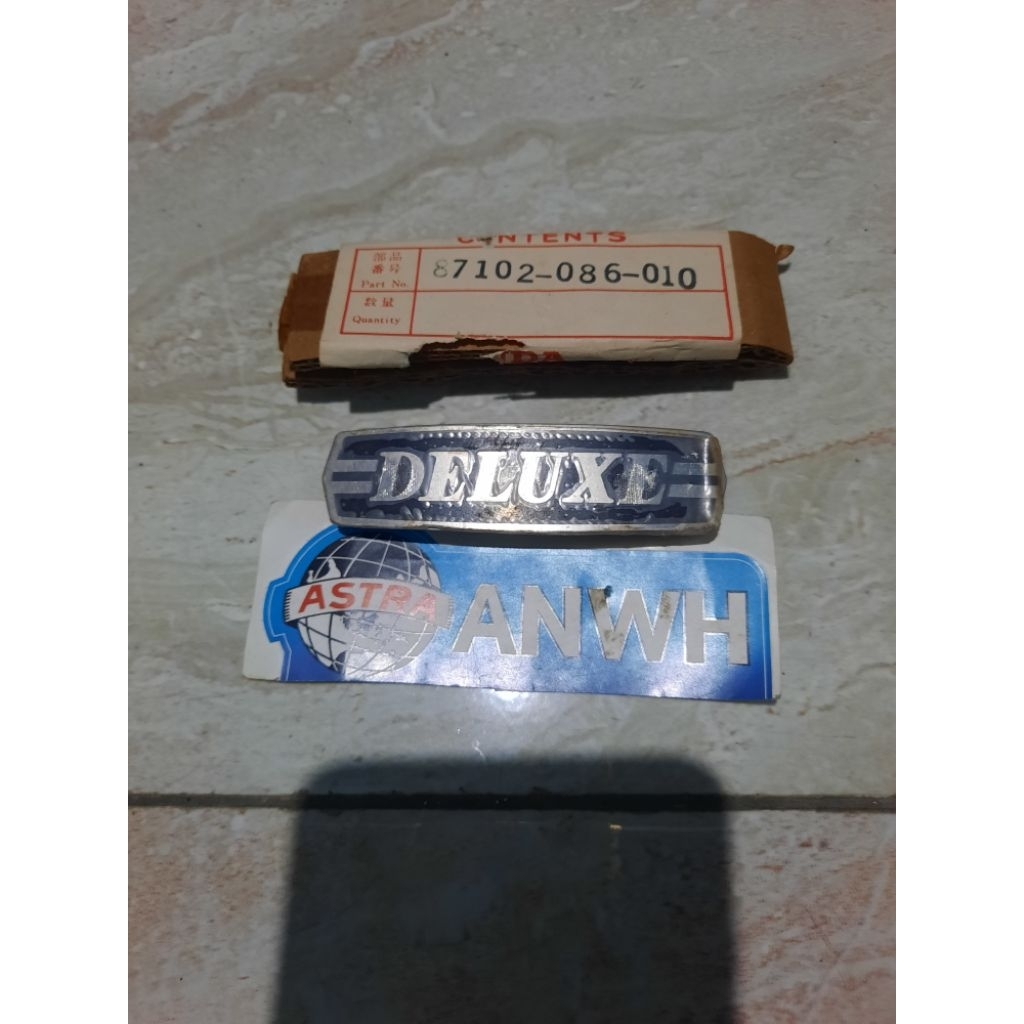 CONTENTS
部品
番号
Part No.
87102-086-010
数量
Quantity
DELUXE
ASTRA
ANWH